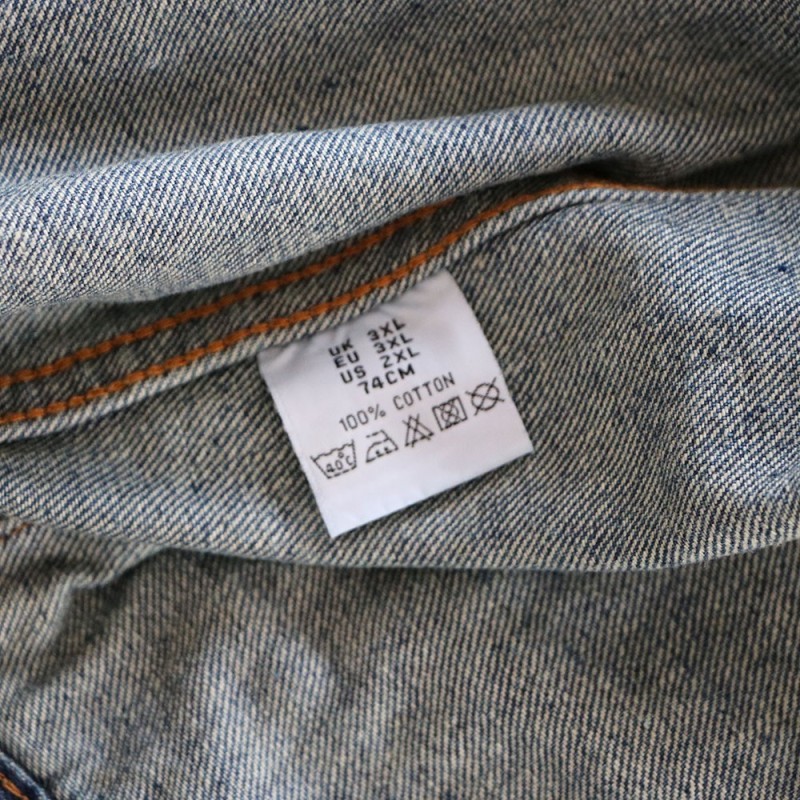 UK 3XL
EU 3XL
US 2XL
74CM
100% COTTON
40°C